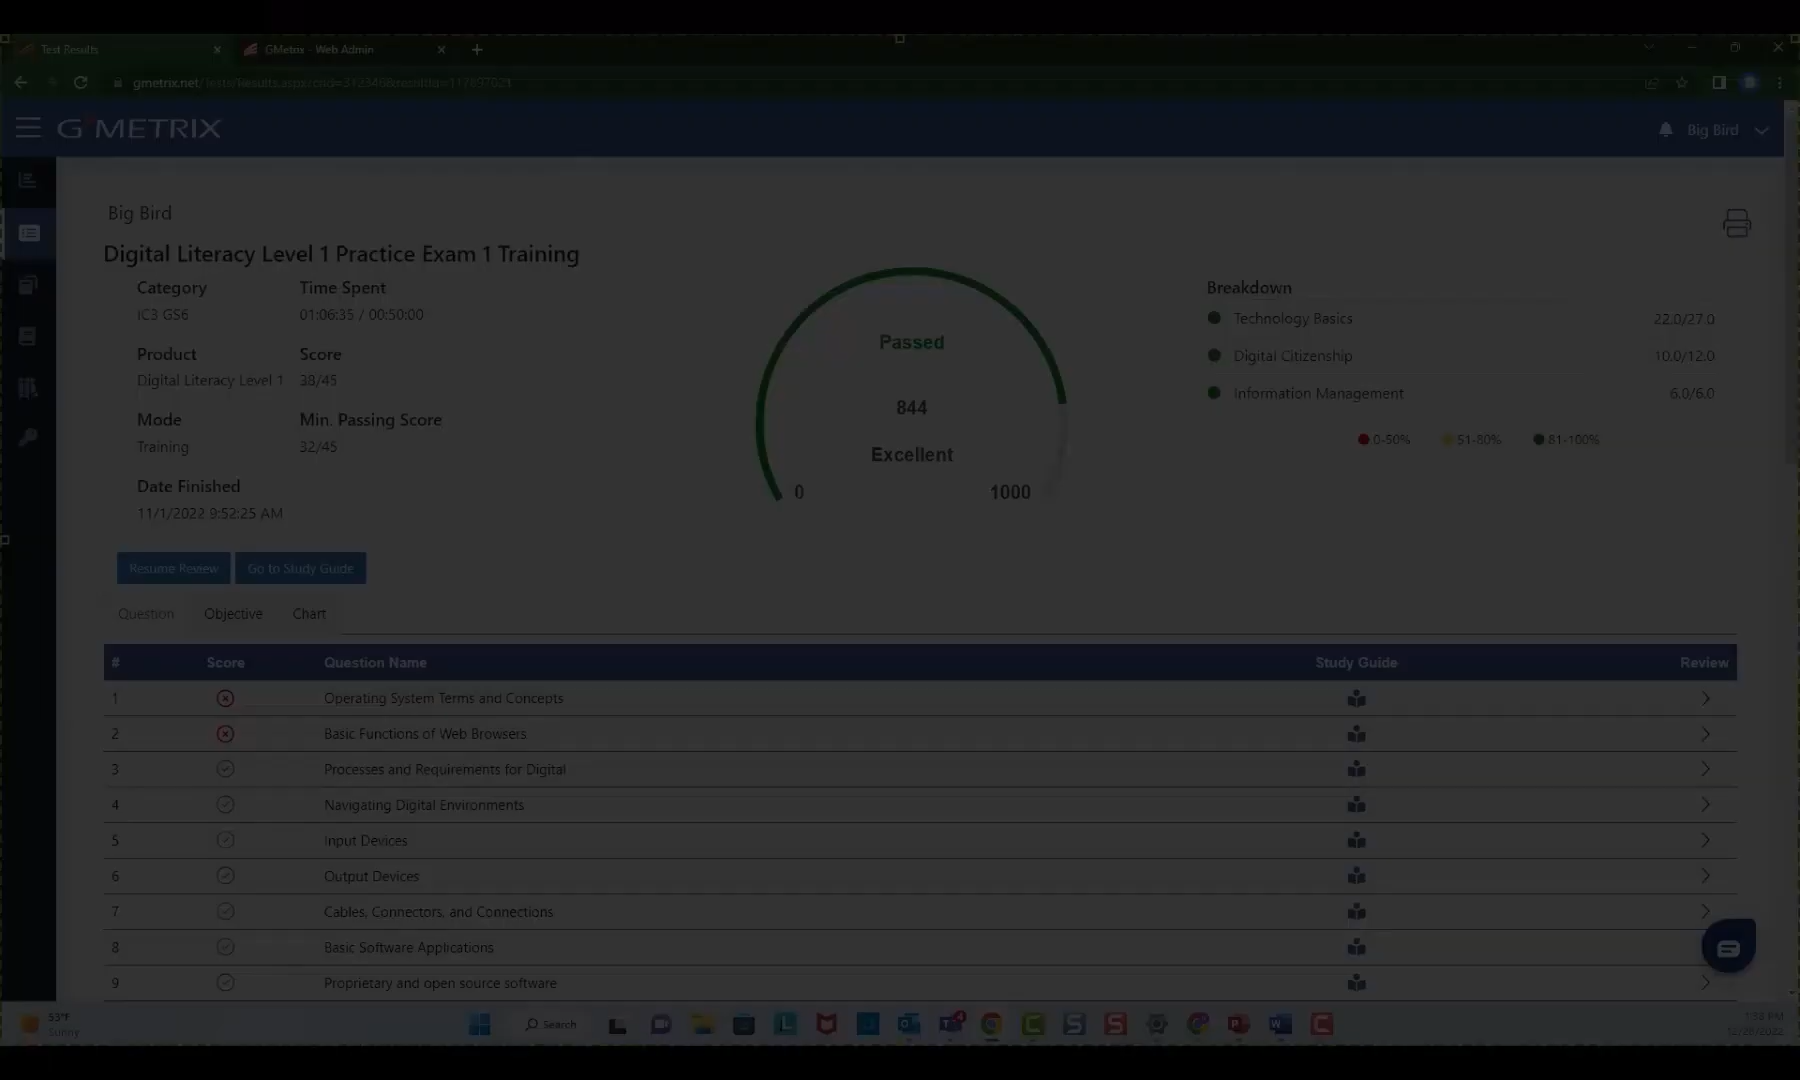 Test Results
GMetrix - Web Admin
gmetrix.net/
G METRIX
Big Bird
Big Bird
Digital Literacy Level 1 Practice Exam 1 Training
Category
Time Spent
IC3 GS6
01:06:35 / 00:50:00
Product
Score
Digital Literacy Level 1
38/45
Mode
Min. Passing Score
Training
32/45
Date Finished
11/1/2022 9:52:25 AM
Passed
844
Excellent
0
1000
Breakdown
Technology Basics
22.0/27.0
Digital Citizenship
10.0/12.0
Information Management
6.0/6.0
0-50%
51-80%
81-100%
Resume Review
Go to Study Guide
Question
Objective
Chart
# Score Question Name Study Guide Review
1 Operating System Terms and Concepts
2 Basic Functions of Web Browsers
3 Processes and Requirements for Digital
4 Navigating Digital Environments
5 Input Devices
6 Output Devices
7 Cables, Connectors, and Connections
8 Basic Software Applications
9 Proprietary and open source software
53°F
Sunny
Search
4